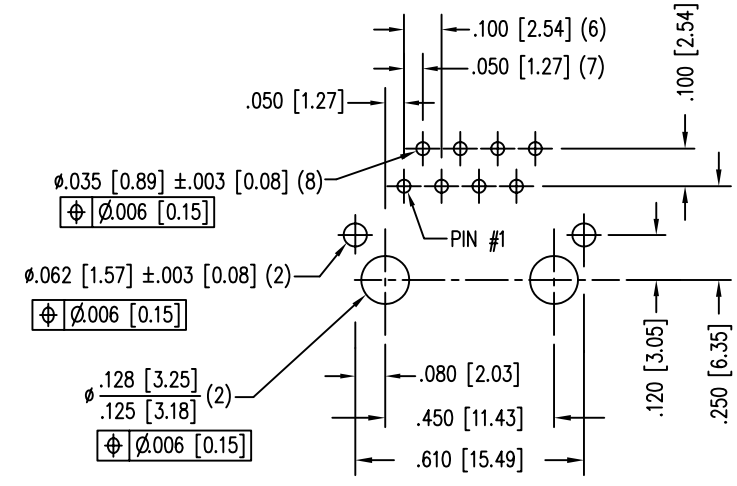 .100 [2.54] (6)
.050 [1.27] (7)
.100 [2.54]
.050 [1.27]
ø.035 [0.89] ±.003 [0.08] (8)
⌖ Ø.006 [0.15]
PIN #1
ø.062 [1.57] ±.003 [0.08] (2)
⌖ Ø.006 [0.15]
ø .128 [3.25]
.125 [3.18] (2)
⌖ Ø.006 [0.15]
.080 [2.03]
.450 [11.43]
.610 [15.49]
.120 [3.05]
.250 [6.35]